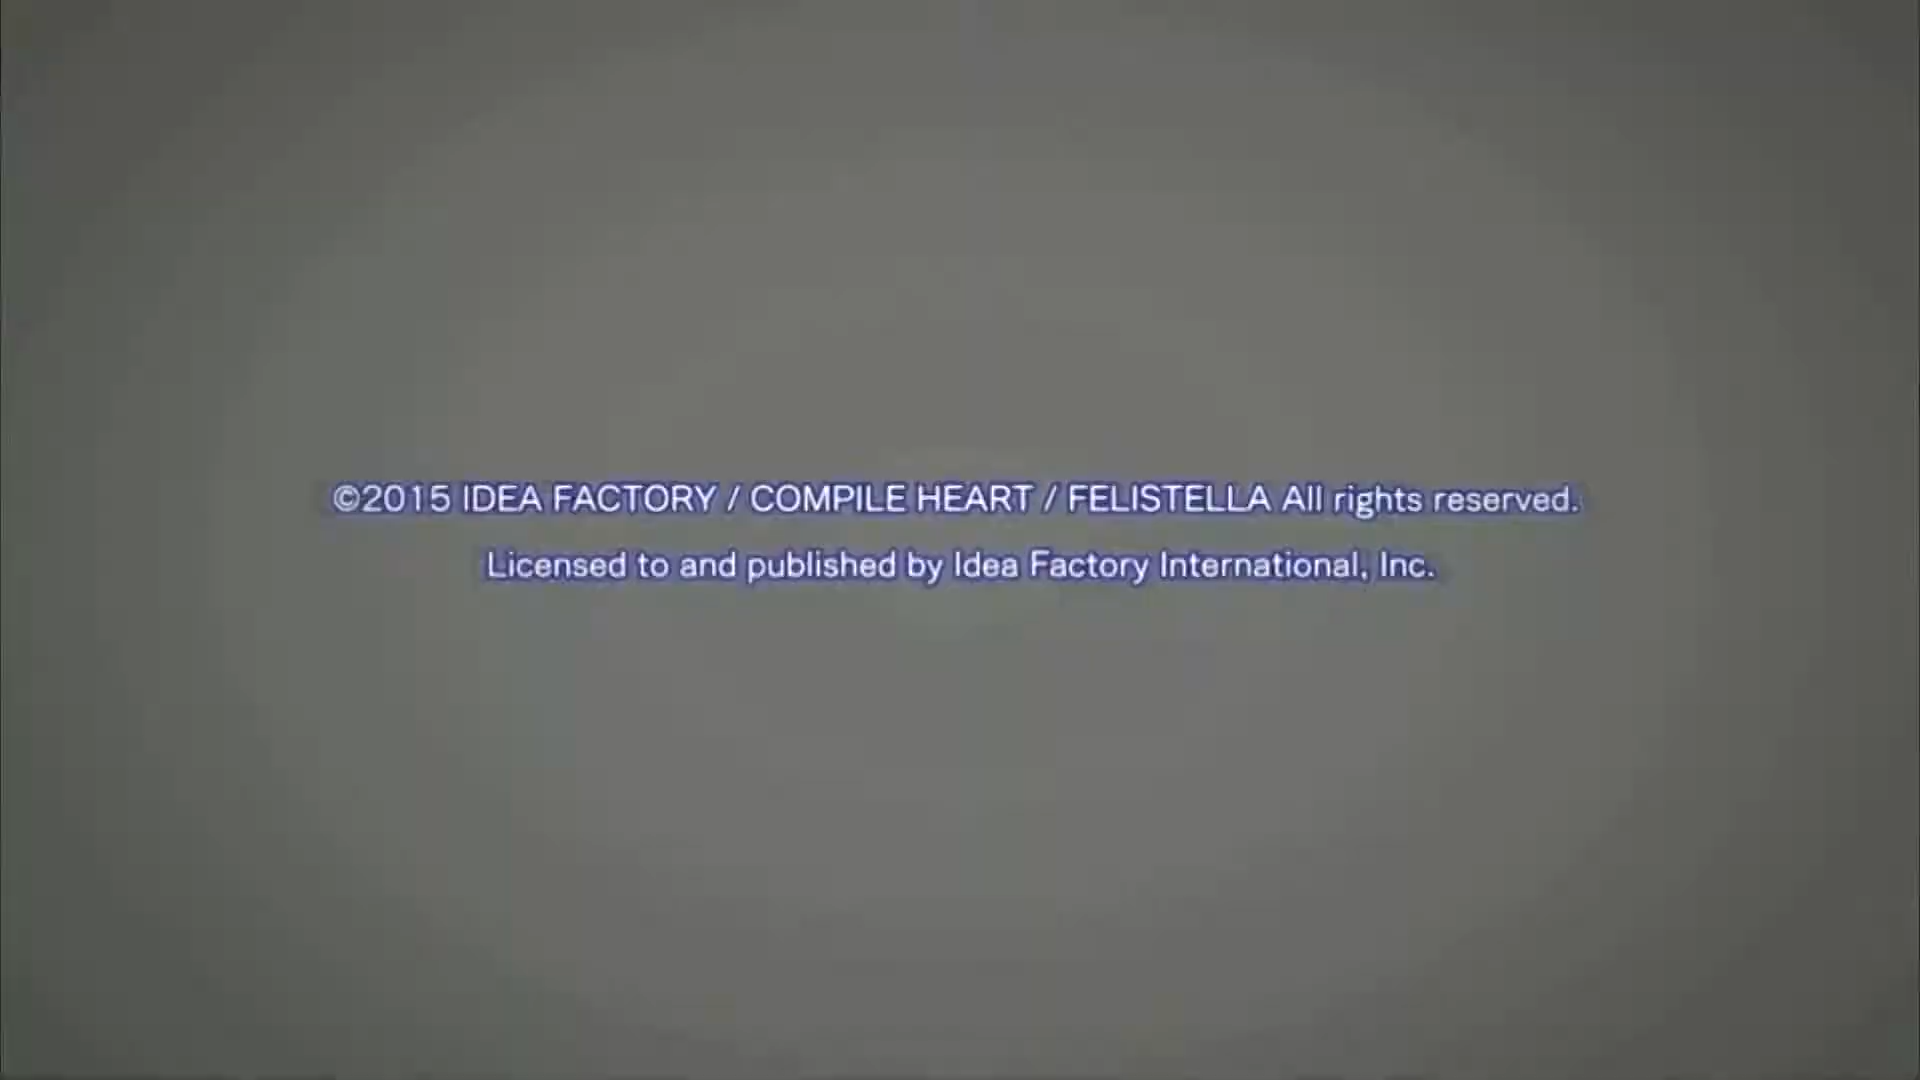 ©2015 IDEA FACTORY / COMPILE HEART / FELISTELLA All rights reserved.
Licensed to and published by Idea Factory International, Inc.